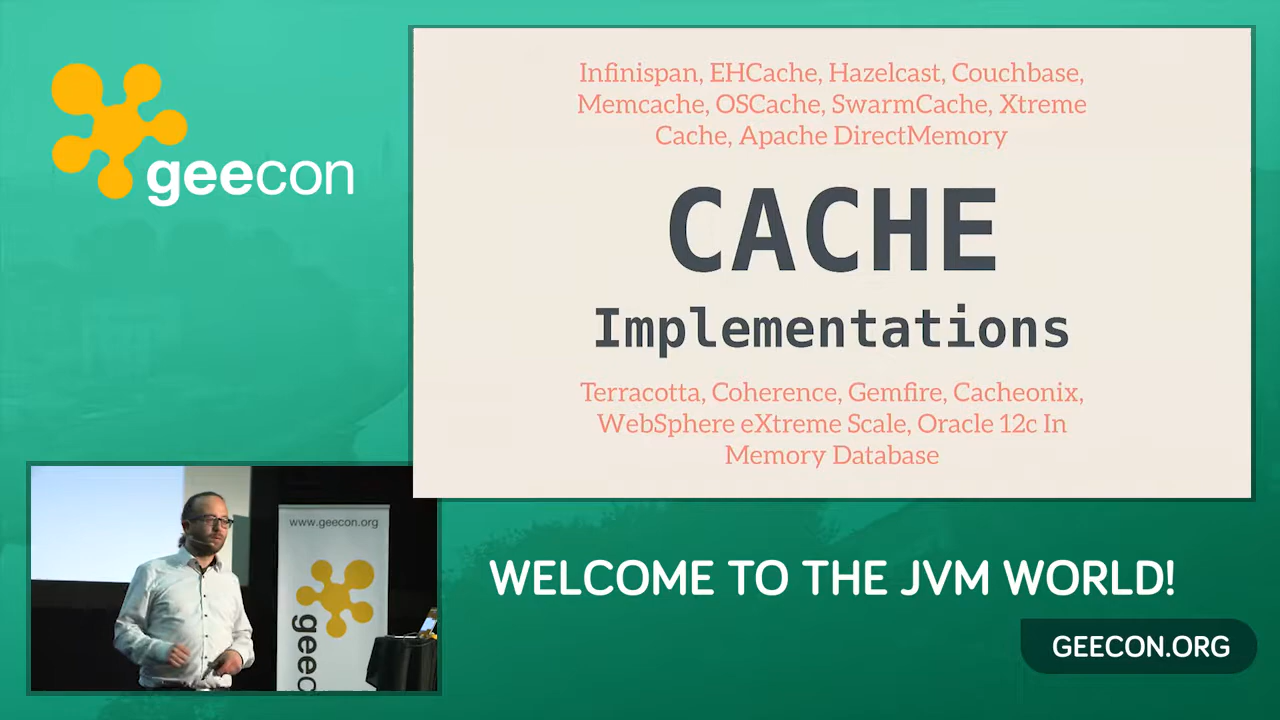 geecon
Infinispan, EHCache, Hazelcast, Couchbase,
Memcache, OSCache, SwarmCache, Xtreme
Cache, Apache DirectMemory
CACHE
Implementations
Terracotta, Coherence, Gemfire, Cacheonix,
WebSphere eXtreme Scale, Oracle 12c In
Memory Database
www.geecon.org
geeco
WELCOME TO THE JVM WORLD!
GEECON.ORG